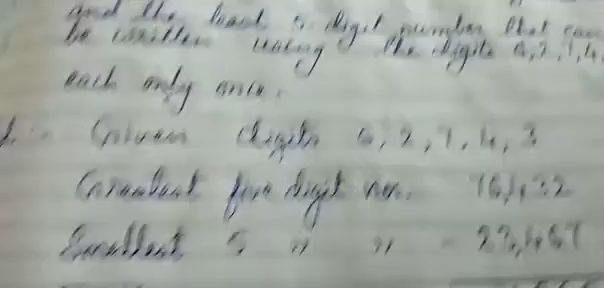 and the least 5 digit number that can
be written using the digits 6, 2, 7, 4,
each only once.
Given digits 6, 2, 7, 4, 3
Greatest five digit no. 76,432
Smallest 5 " " = 23,467